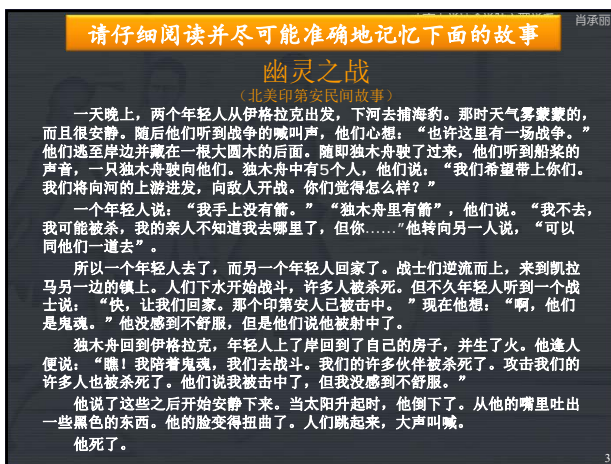 肖承丽
请仔细阅读并尽可能准确地记忆下面的故事
幽灵之战
(北美印第安民间故事)
一天晚上，两个年轻人从伊格拉克出发，下河去捕海豹。那时天气雾蒙蒙的，
而且很安静。随后他们听到战争的喊叫声，他们心想：“也许这里有一场战争。”
他们逃至岸边并藏在一根大圆木的后面。随即独木舟驶了过来，他们听到船桨的
声音，一只独木舟驶向他们。独木舟中有5个人，他们说：“我们希望带上你们。
我们将向河的上游进发，向敌人开战。你们觉得怎么样？”
一个年轻人说：“我手上没有箭。”“独木舟里有箭”，他们说。“我不去，
我可能被杀，我的亲人不知道我去哪里了，但你……”他转向另一人说，“可以
同他们一道去”。
所以一个年轻人去了，而另一个年轻人回家了。战士们逆流而上，来到凯拉
马另一边的镇上。人们下水开始战斗，许多人被杀死。但不久年轻人听到一个战
士说：“快，让我们回家。那个印第安人已被击中。”现在他想：“啊，他们
是鬼魂。”他没感到不舒服，但是他们说他被射中了。
独木舟回到伊格拉克，年轻人上了岸回到了自己的房子，并生了火。他逢人
便说：“瞧！我陪着鬼魂，我们去战斗。我们的许多伙伴被杀死了。攻击我们的
许多人也被杀死了。他们说我被击中了，但我没感到不舒服。”
他说了这些之后开始安静下来。当太阳升起时，他倒下了。从他的嘴里吐出
一些黑色的东西。他的脸变得扭曲了。人们跳起来，大声叫喊。
他死了。
3